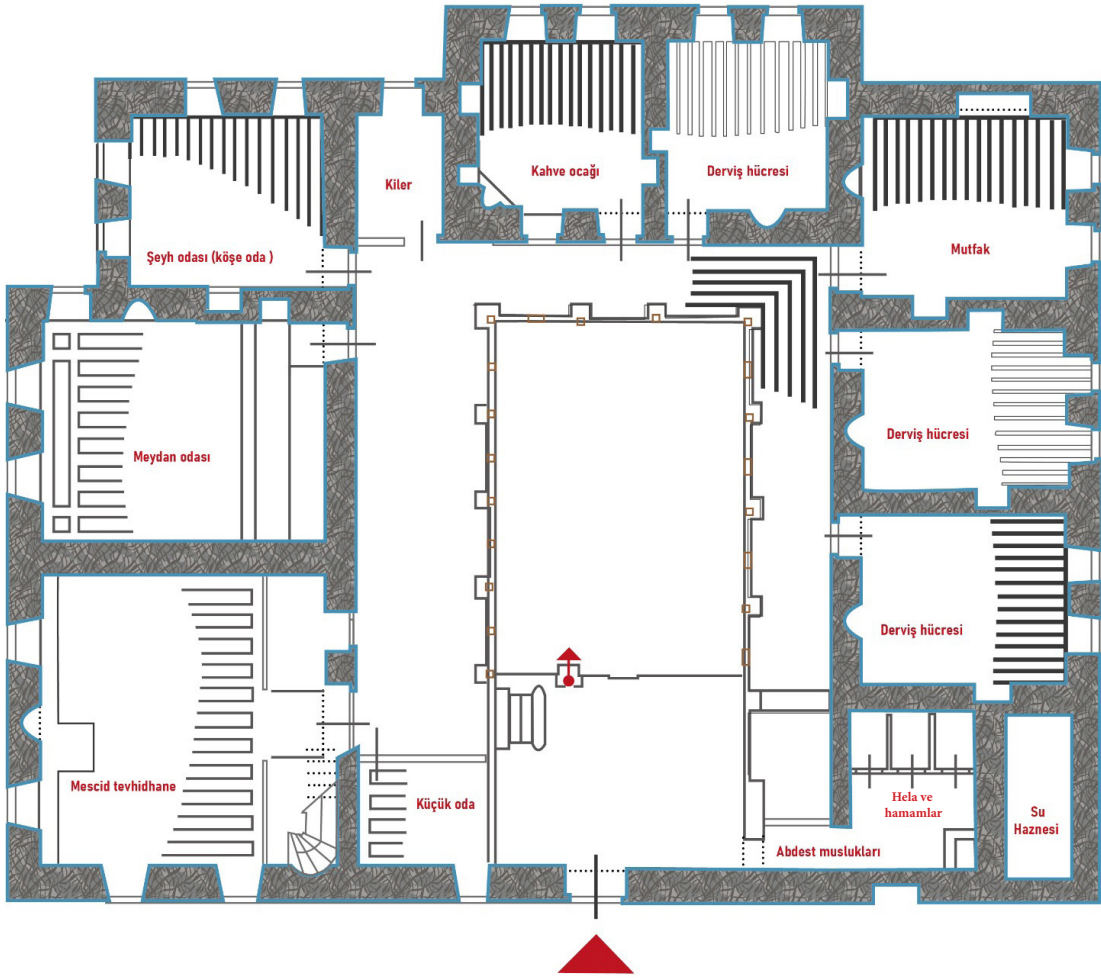 Kahve ocağı
Derviş hücresi
Kiler
Şeyh odası (köşe oda )
Mutfak
Meydan odası
Derviş hücresi
Derviş hücresi
Mescid tevhidhane
Küçük oda
Hela ve
hamamlar
Su
Haznesi
Abdest muslukları